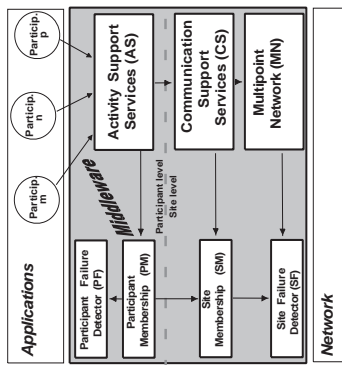 Applications
Particip.
m
Particip.
n
Particip.
p
Middleware
Participant Failure
Detector (PF)
Participant
Membership (PM)
Activity Support
Services (AS)
Participant level
Site level
Site
Membership (SM)
Communication
Support
Services (CS)
Site Failure
Detector (SF)
Multipoint
Network (MN)
Network